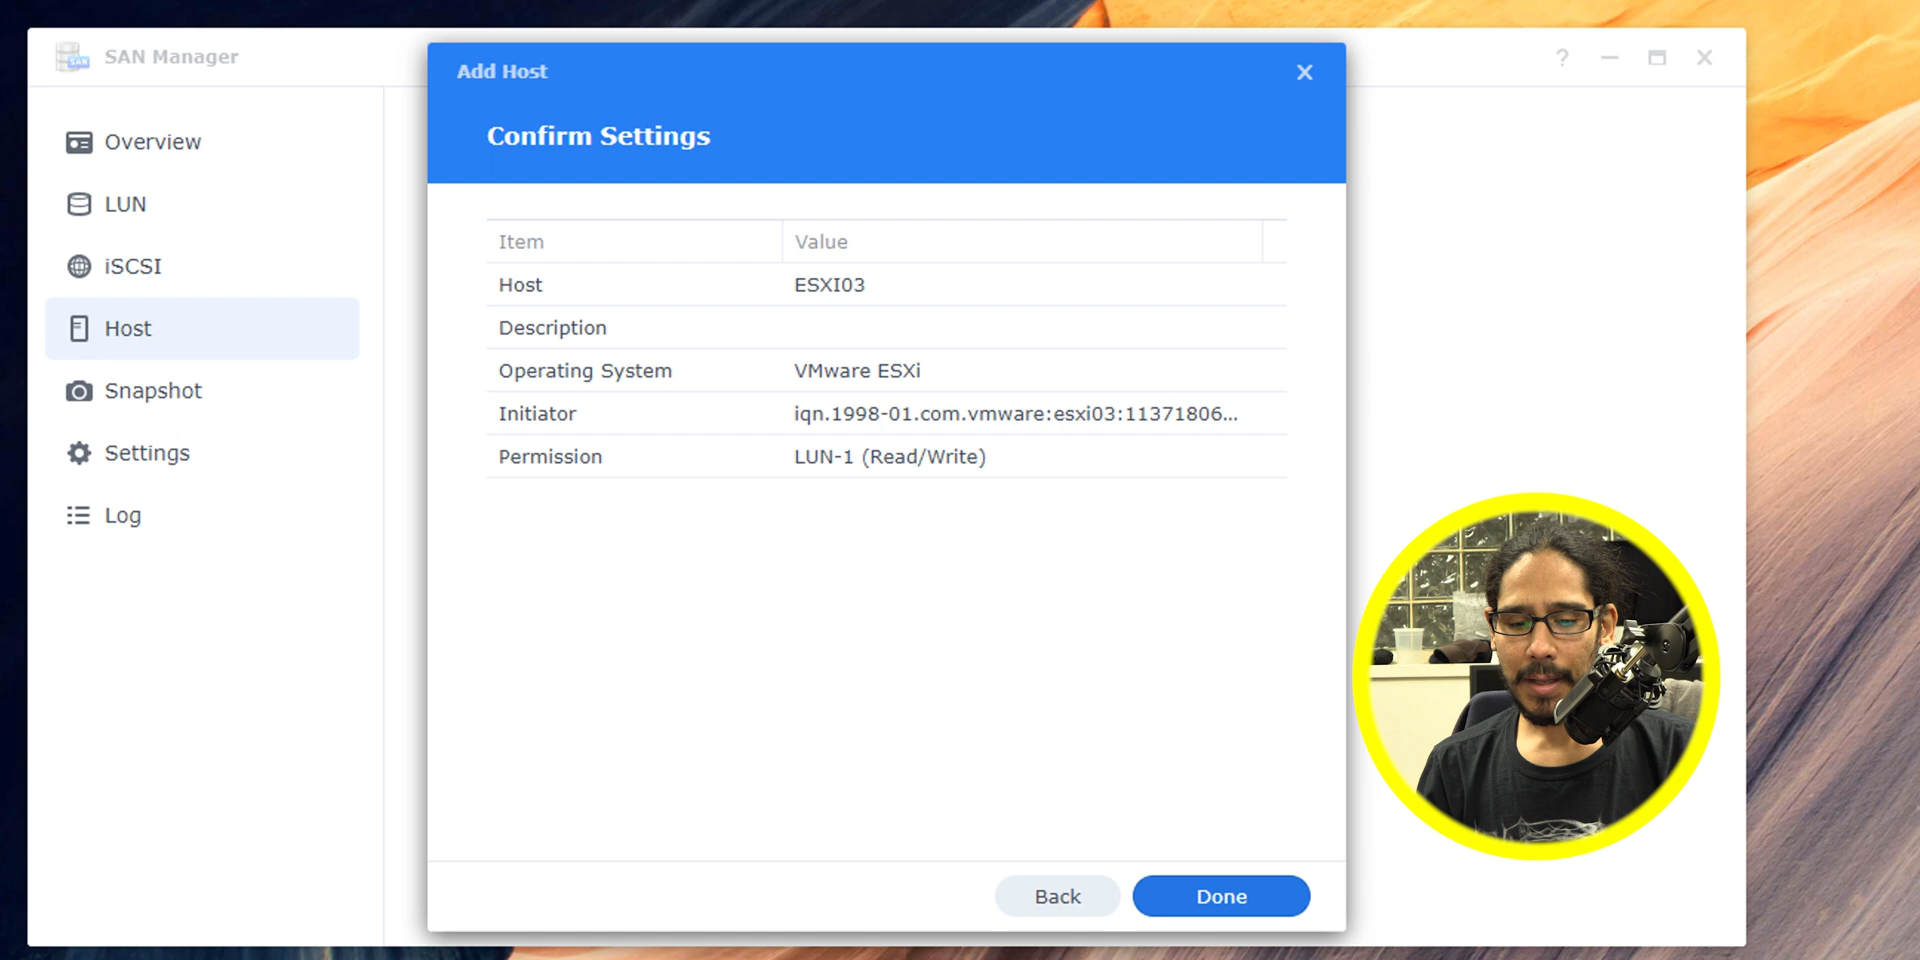 SAN Manager
?
Add Host
Confirm Settings
Overview
LUN
iSCSI
Host
Snapshot
Settings
Log
Item Value
Host ESXI03
Description
Operating System VMware ESXi
Initiator iqn.1998-01.com.vmware:esxi03:11371806...
Permission LUN-1 (Read/Write)
Back Done